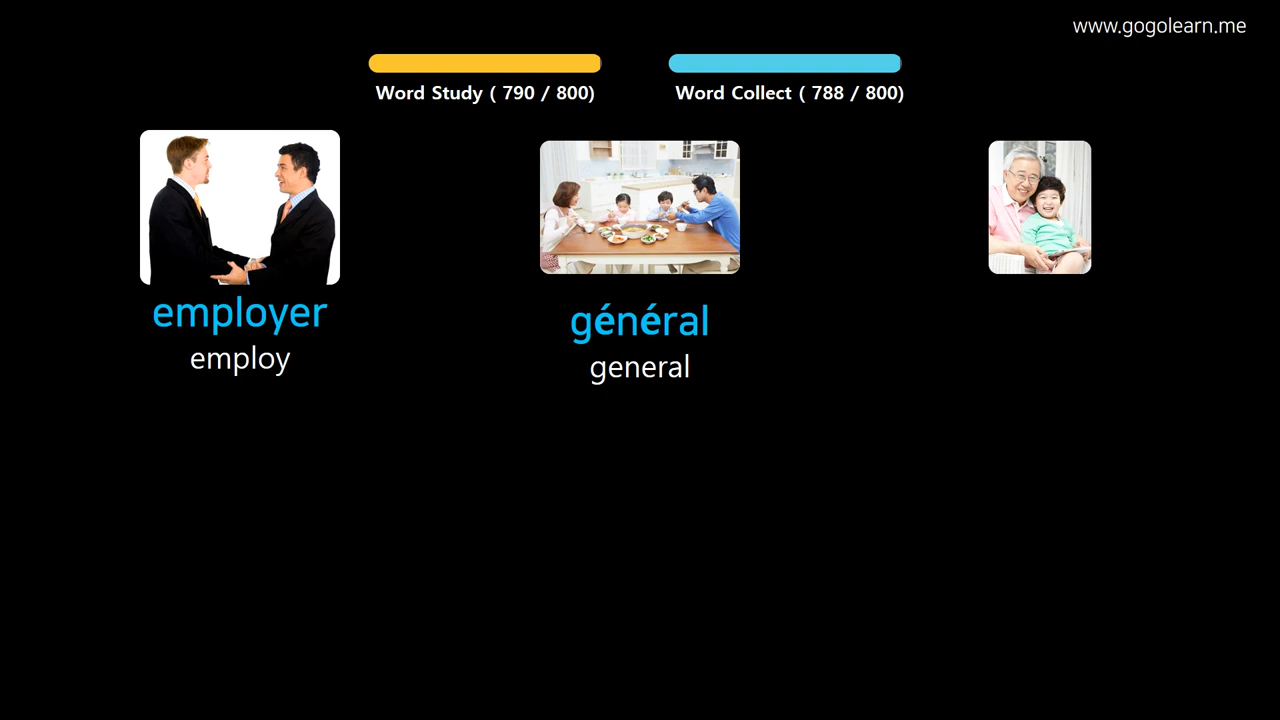 www.gogolearn.me
Word Study ( 790 / 800)
Word Collect ( 788 / 800)
employer
employ
général
general